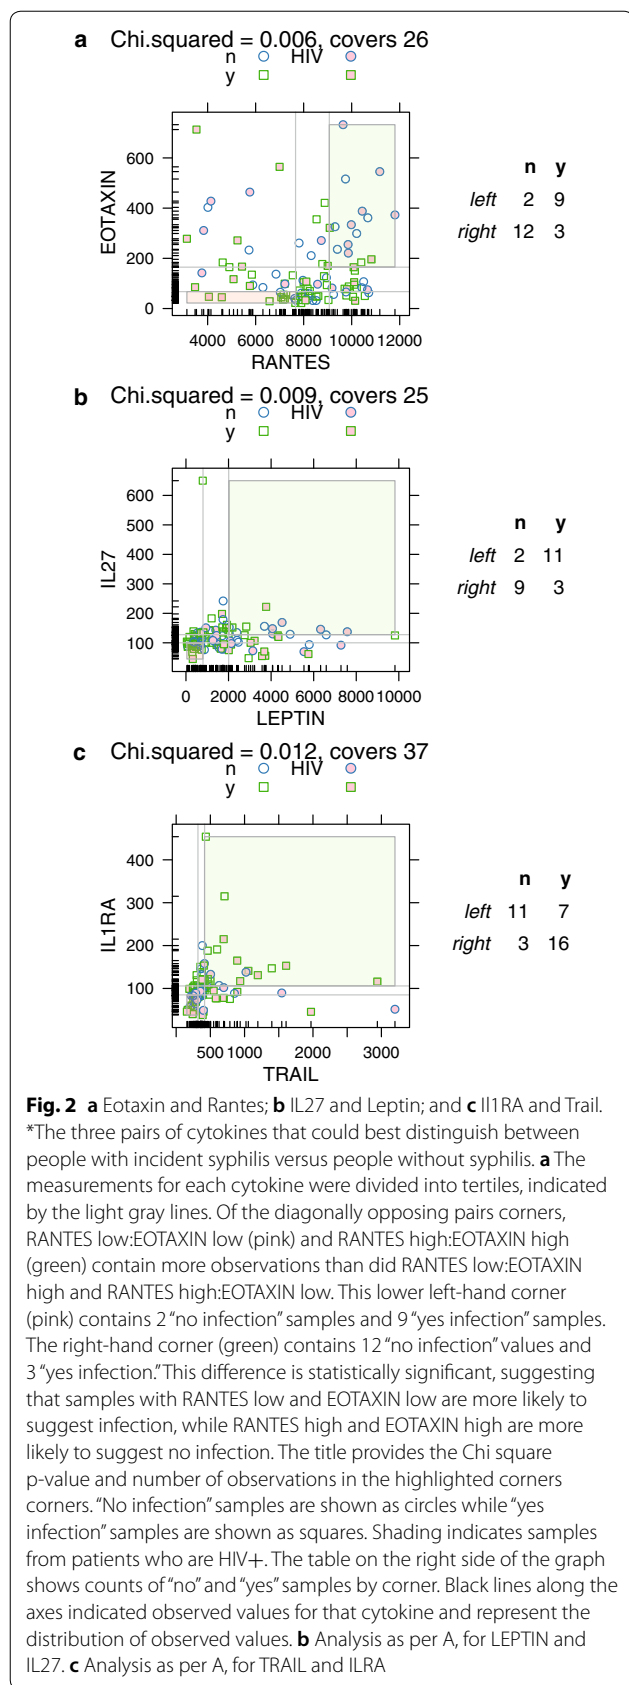 a Chi.squared = 0.006, covers 26
n HIV
y
EOTAXIN
600
400
200
0
4000 6000 8000 10000 12000
RANTES
n y
left 2 9
right 12 3
b Chi.squared = 0.009, covers 25
n HIV
y
IL27
600
500
400
300
200
100
0 2000 4000 6000 8000 10000
LEPTIN
n y
left 2 11
right 9 3
c Chi.squared = 0.012, covers 37
n HIV
y
IL1RA
400
300
200
100
500 1000 2000 3000
TRAIL
n y
left 11 7
right 3 16
Fig. 2 a Eotaxin and Rantes; b IL27 and Leptin; and c Il1RA and Trail.
*The three pairs of cytokines that could best distinguish between
people with incident syphilis versus people without syphilis. a The
measurements for each cytokine were divided into tertiles, indicated
by the light gray lines. Of the diagonally opposing pairs corners,
RANTES low:EOTAXIN low (pink) and RANTES high:EOTAXIN high
(green) contain more observations than did RANTES low:EOTAXIN
high and RANTES high:EOTAXIN low. This lower left-hand corner
(pink) contains 2 “no infection” samples and 9 “yes infection” samples.
The right-hand corner (green) contains 12 “no infection” values and
3 “yes infection.” This difference is statistically significant, suggesting
that samples with RANTES low and EOTAXIN low are more likely to
suggest infection, while RANTES high and EOTAXIN high are more
likely to suggest no infection. The title provides the Chi square
p-value and number of observations in the highlighted corners
corners. “No infection” samples are shown as circles while “yes
infection” samples are shown as squares. Shading indicates samples
from patients who are HIV+. The table on the right side of the graph
shows counts of “no” and “yes” samples by corner. Black lines along the
axes indicated observed values for that cytokine and represent the
distribution of observed values. b Analysis as per A, for LEPTIN and
IL27. c Analysis as per A, for TRAIL and ILRA